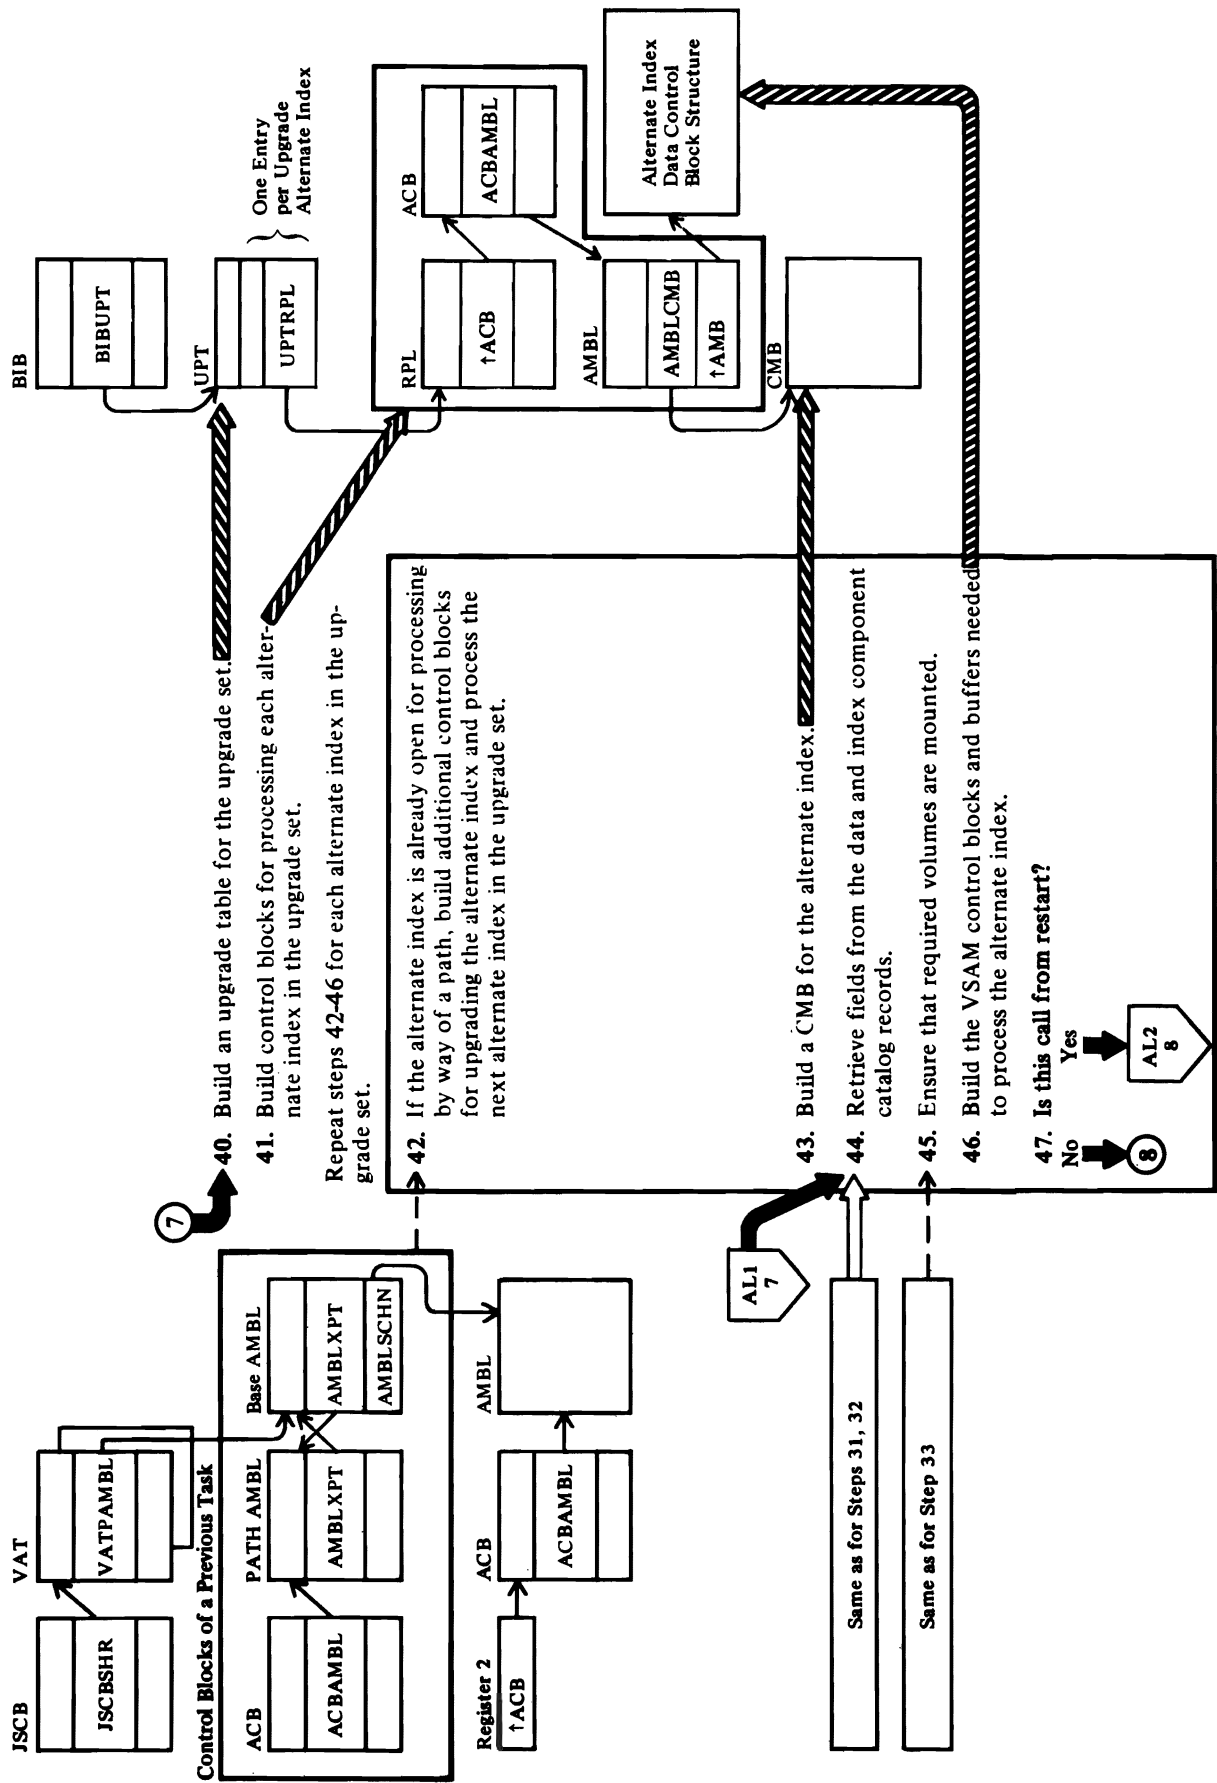 JSCB
JSCBSHR
VAT
VATPAMBL
Control Blocks of a Previous Task
ACB
ACBAMBL
PATH AMBL
AMBLXPT
Base AMBL
AMBLXPT
AMBLSCHN
Register 2
↑ACB
ACB
ACBAMBL
AMBL
AL1
7
Same as for Steps 31, 32
Same as for Step 33
7
40. Build an upgrade table for the upgrade set.
41. Build control blocks for processing each alter-
nate index in the upgrade set.
Repeat steps 42-46 for each alternate index in the up-
grade set.
42. If the alternate index is already open for processing
by way of a path, build additional control blocks
for upgrading the alternate index and process the
next alternate index in the upgrade set.
43. Build a CMB for the alternate index.
44. Retrieve fields from the data and index component
catalog records.
45. Ensure that required volumes are mounted.
46. Build the VSAM control blocks and buffers needed
to process the alternate index.
47. Is this call from restart?
No Yes
8
AL2
8
BIB
BIBUPT
UPT
UPTRPL
One Entry
per Upgrade
Alternate Index
RPL
↑ACB
ACB
ACBAMBL
AMBL
AMBLCMB
↑AMB
CMB
Alternate Index
Data Control
Block Structure